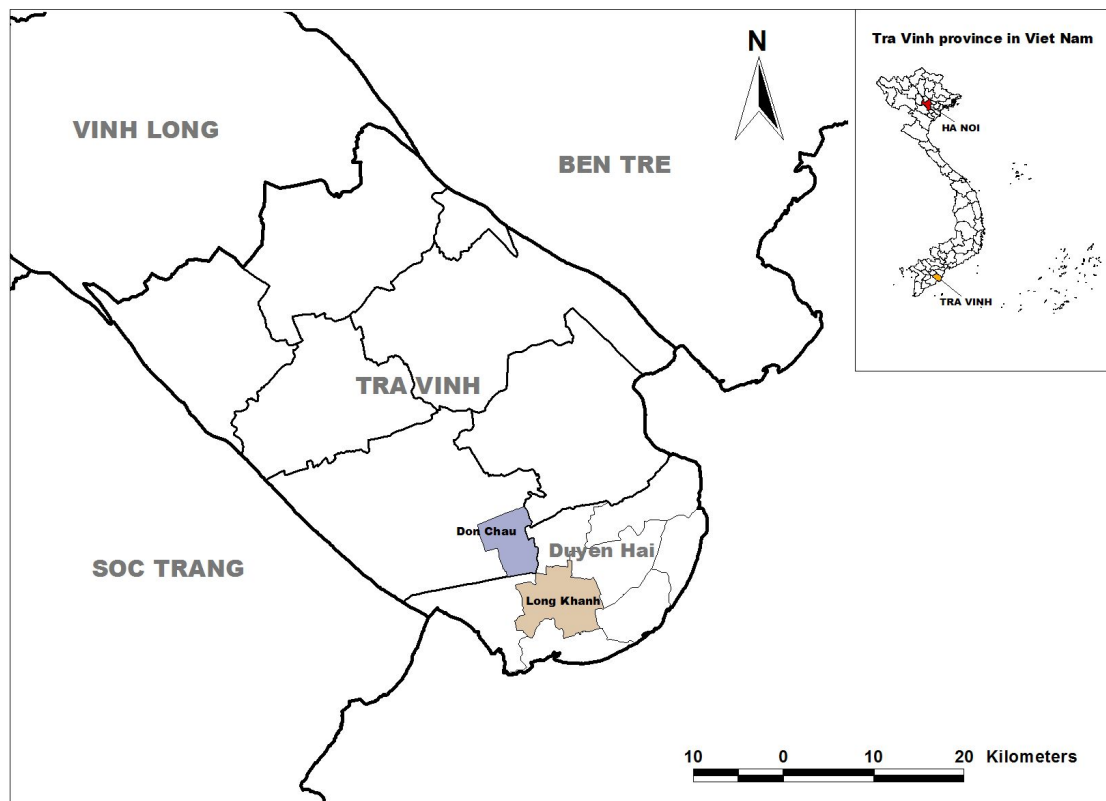 Tra Vinh province in Viet Nam
N
HA NOI
TRA VINH
VINH LONG
BEN TRE
TRA VINH
Don Chau
Duyen Hai
SOC TRANG
Long Khanh
10 0 10 20 Kilometers